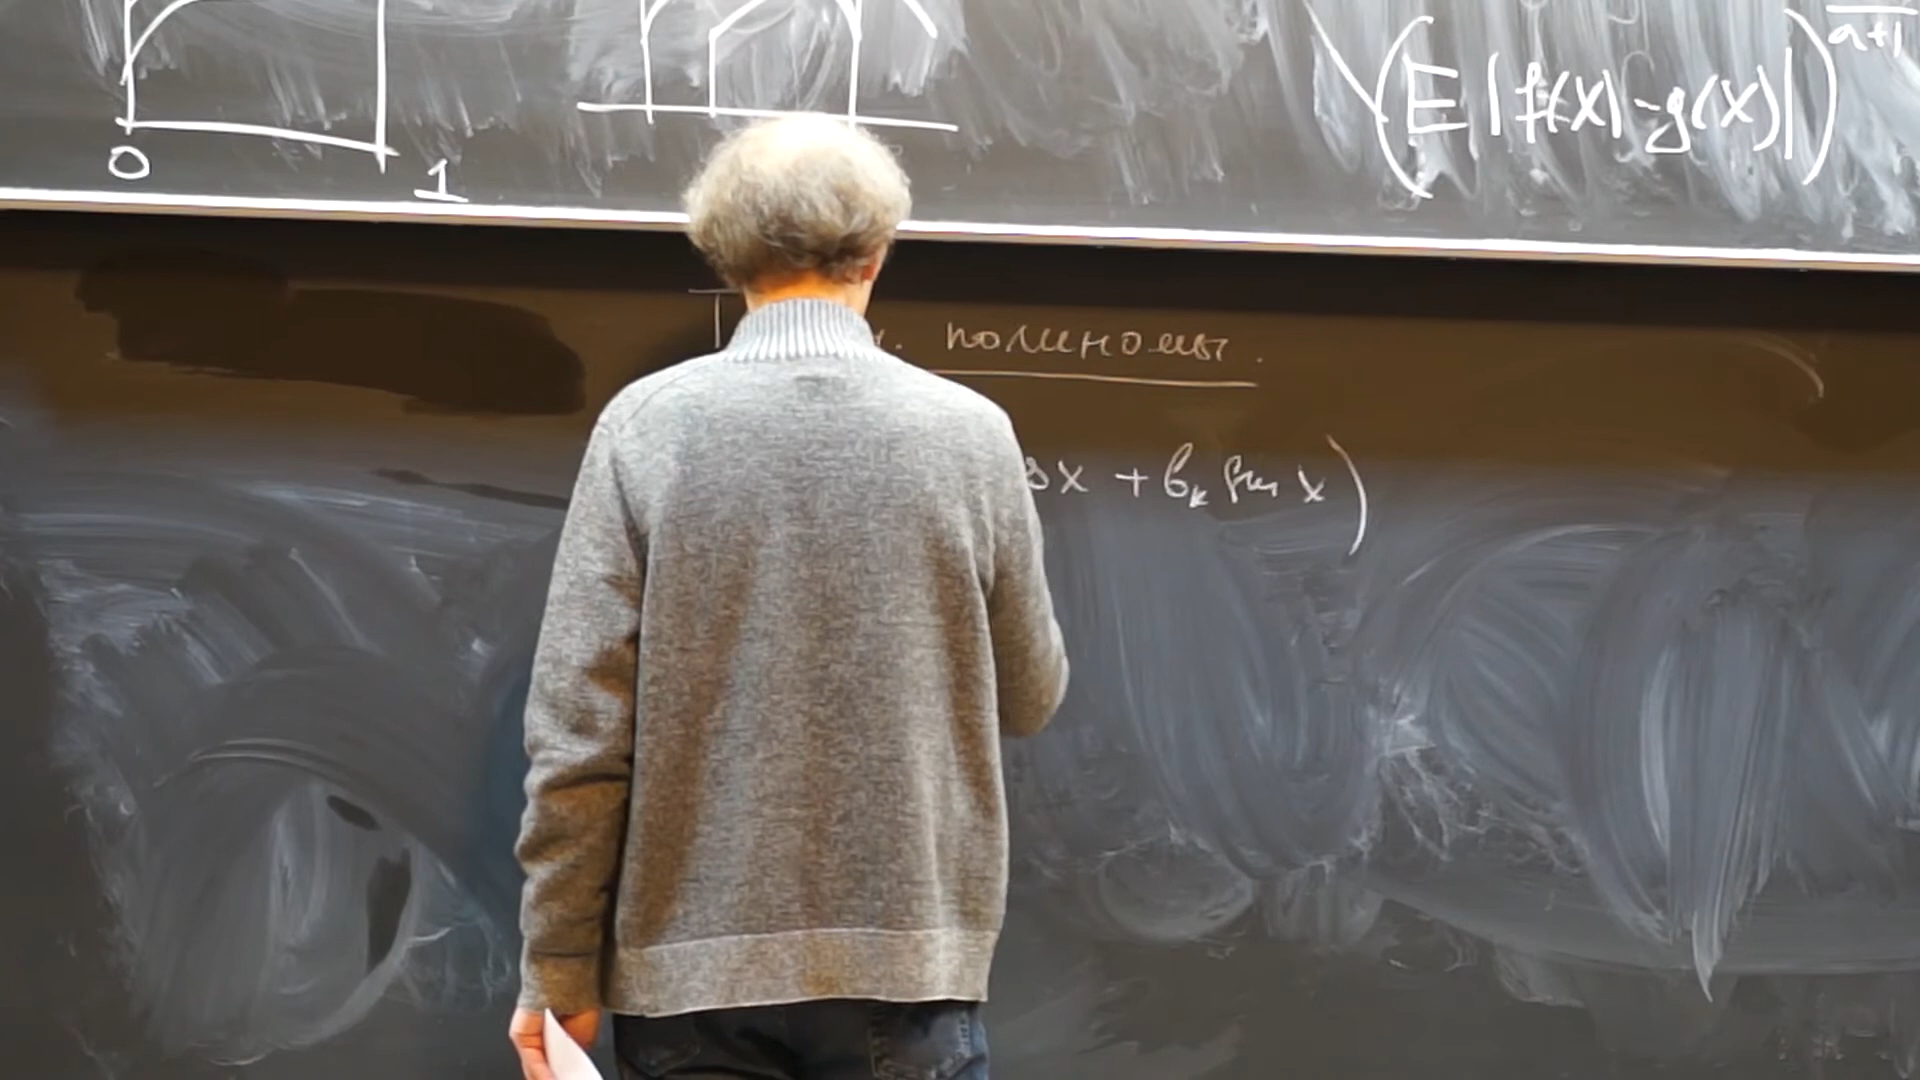 0 1
(E|f(x)-g(x)|) a+1
полиномы.
x + b_k sin x)